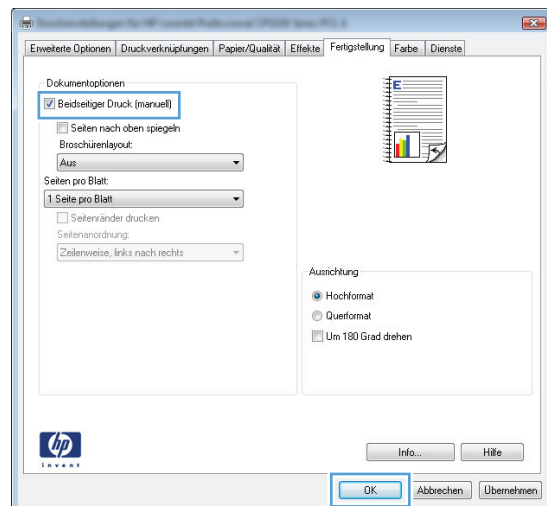 Erweiterte Optionen Druckverknüpfungen Papier/Qualität Effekte Fertigstellung Farbe Dienste
Dokumentoptionen
Beidseitiger Druck (manuell)
Seiten nach oben spiegeln
Broschürenlayout:
Aus
Seiten pro Blatt:
1 Seite pro Blatt
Seitenränder drucken
Seitenanordnung:
Zeilenweise, links nach rechts
E
Ausrichtung
Hochformat
Querformat
Um 180 Grad drehen
hp
invent
Info... Hilfe
OK Abbrechen Übernehmen